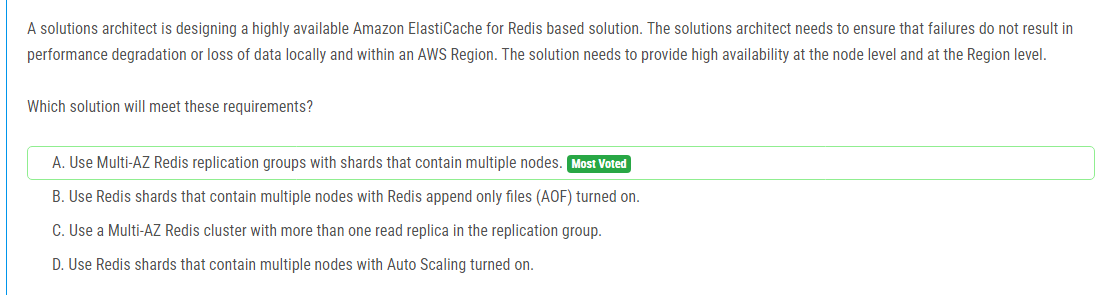 A solutions architect is designing a highly available Amazon ElastiCache for Redis based solution. The solutions architect needs to ensure that failures do not result in
performance degradation or loss of data locally and within an AWS Region. The solution needs to provide high availability at the node level and at the Region level.
Which solution will meet these requirements?
A. Use Multi-AZ Redis replication groups with shards that contain multiple nodes. Most Voted
B. Use Redis shards that contain multiple nodes with Redis append only files (AOF) turned on.
C. Use a Multi-AZ Redis cluster with more than one read replica in the replication group.
D. Use Redis shards that contain multiple nodes with Auto Scaling turned on.